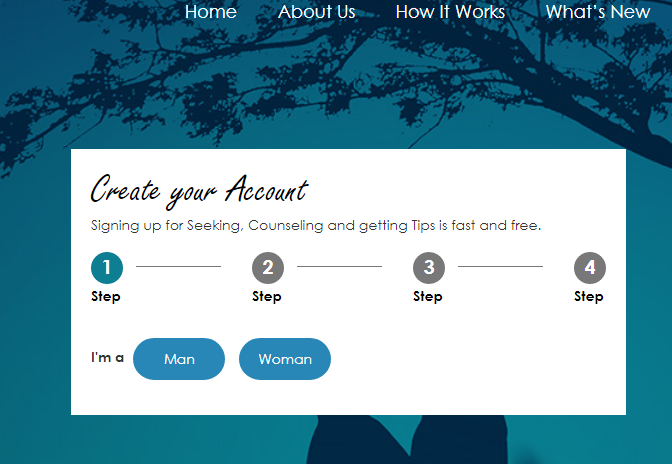 Home About Us How It Works What's New
Create your Account
Signing up for Seeking, Counseling and getting Tips is fast and free.
1 2 3 4
Step Step Step Step
I'm a Man Woman